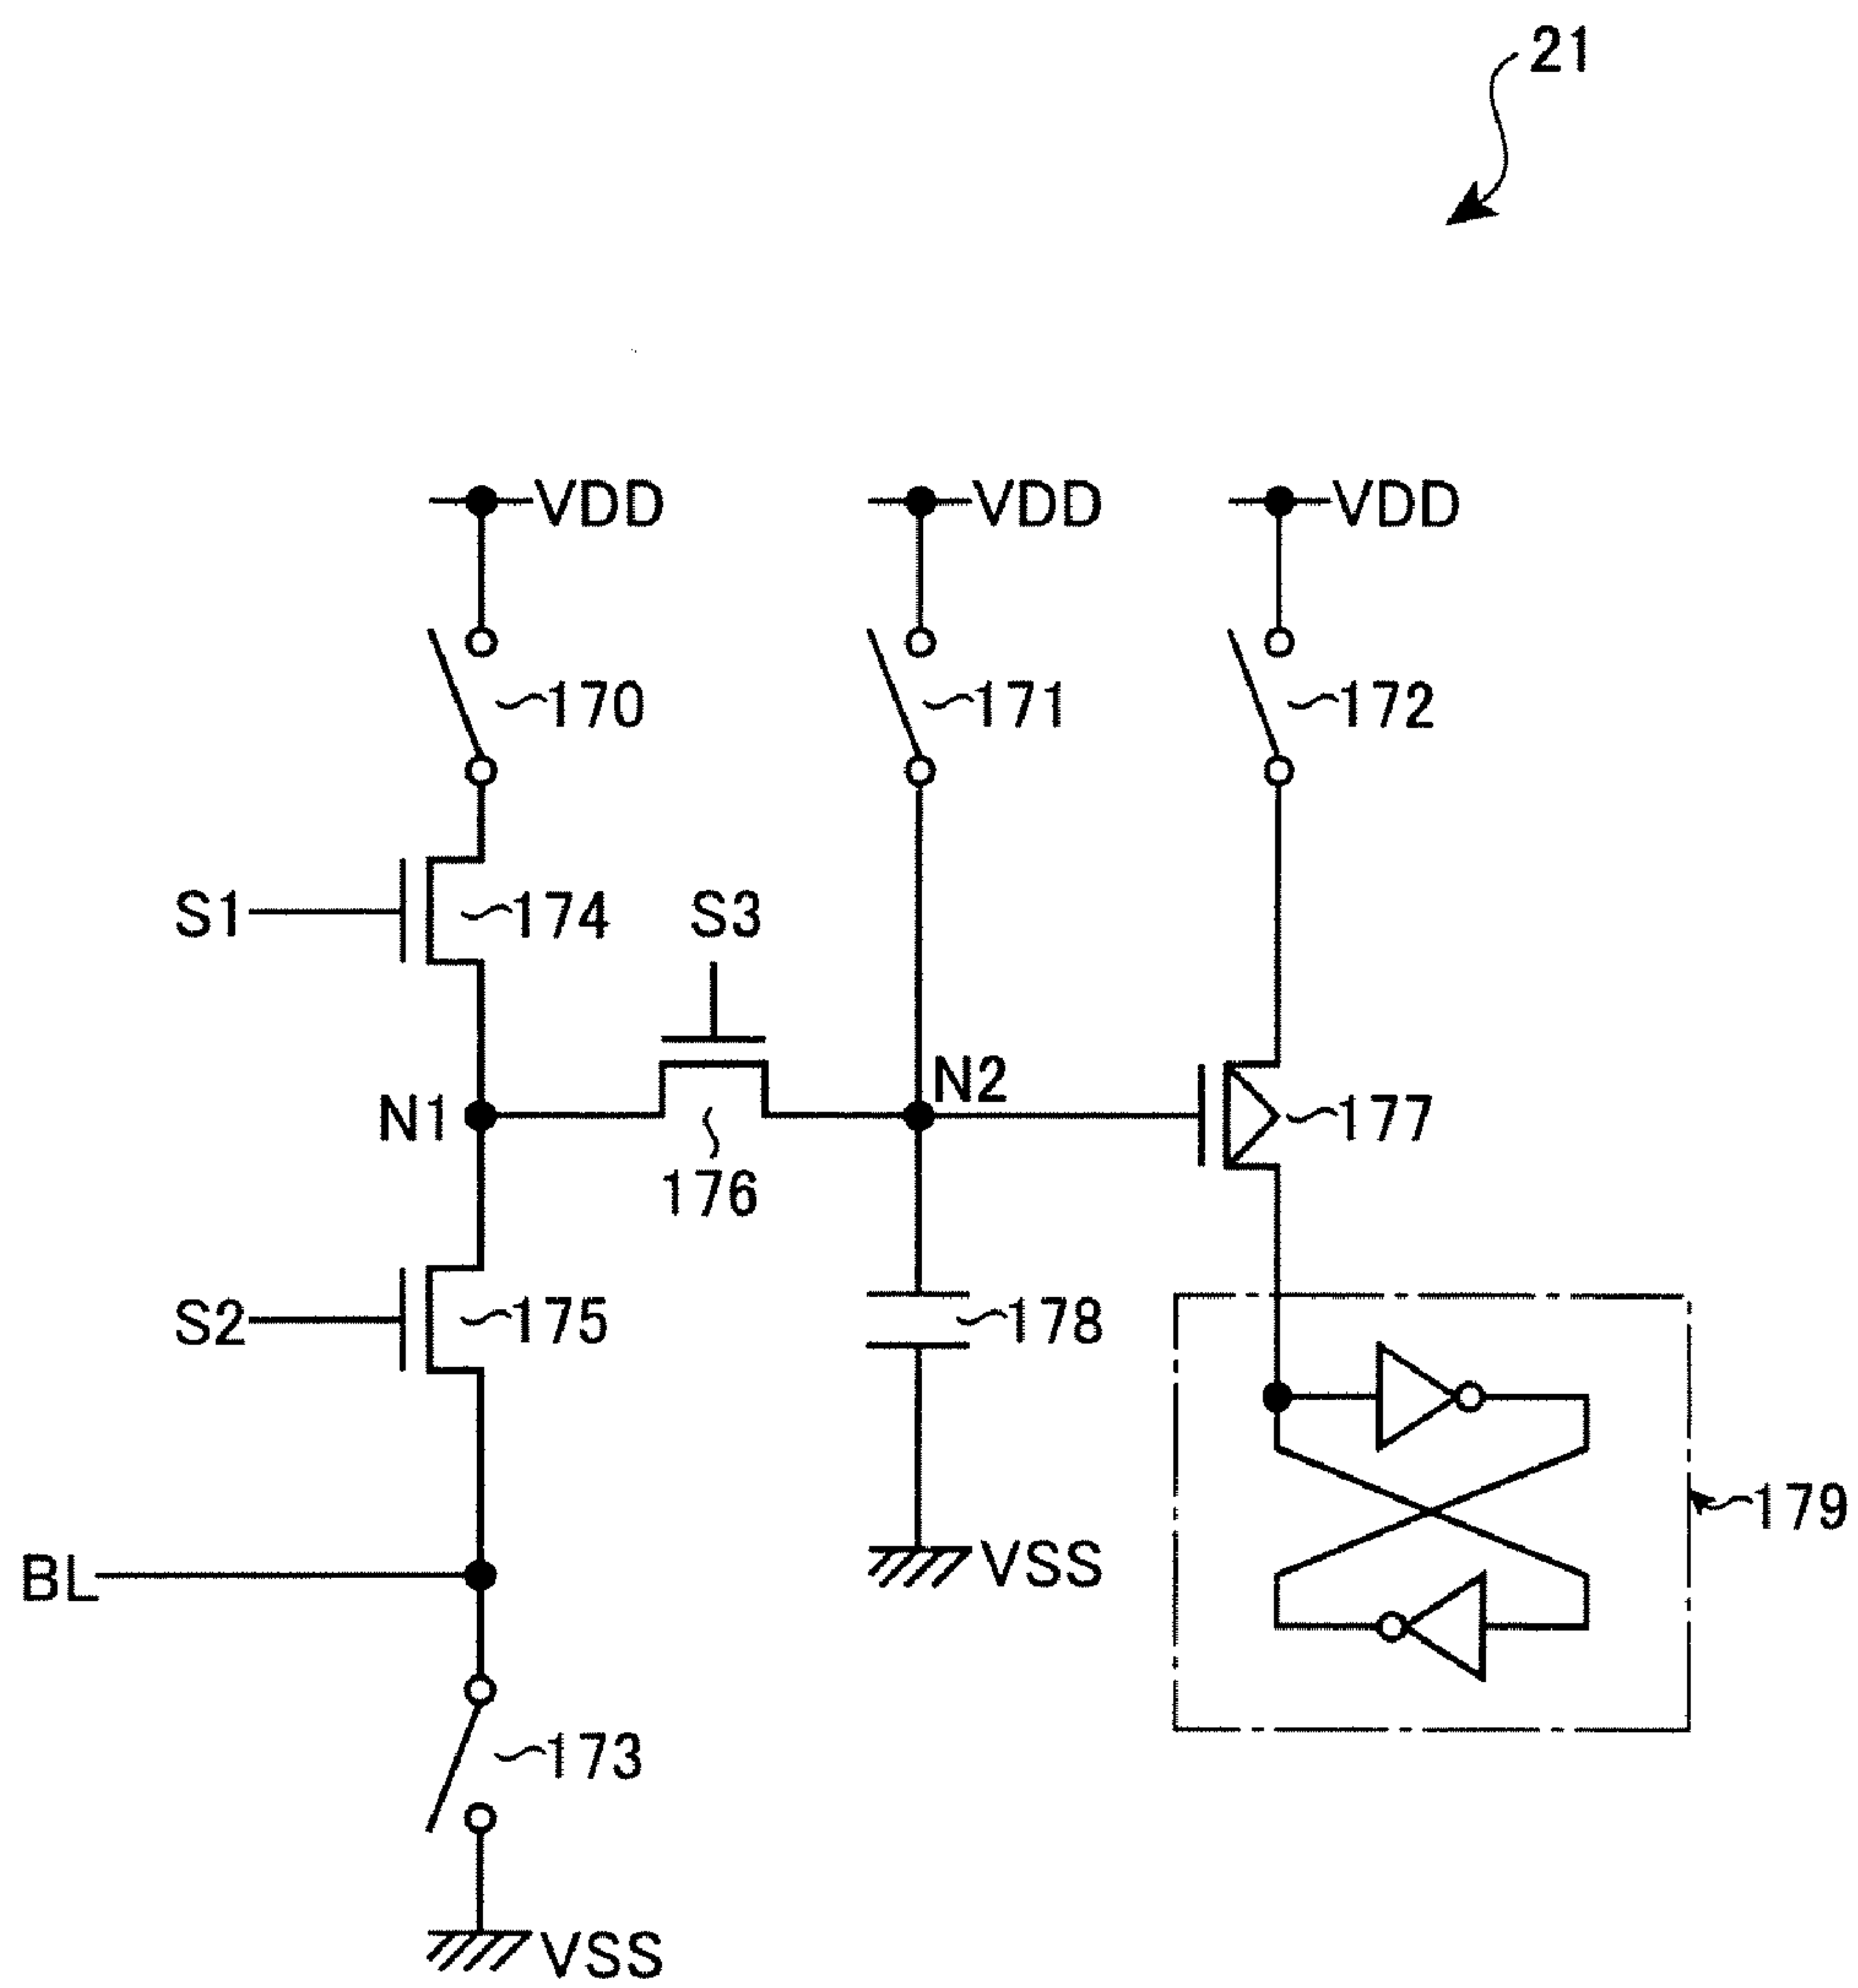 21
VDD VDD VDD
170 171 172
S1 174 S3
N1 N2 177
176
S2 175 178
179
BL VSS
173
VSS